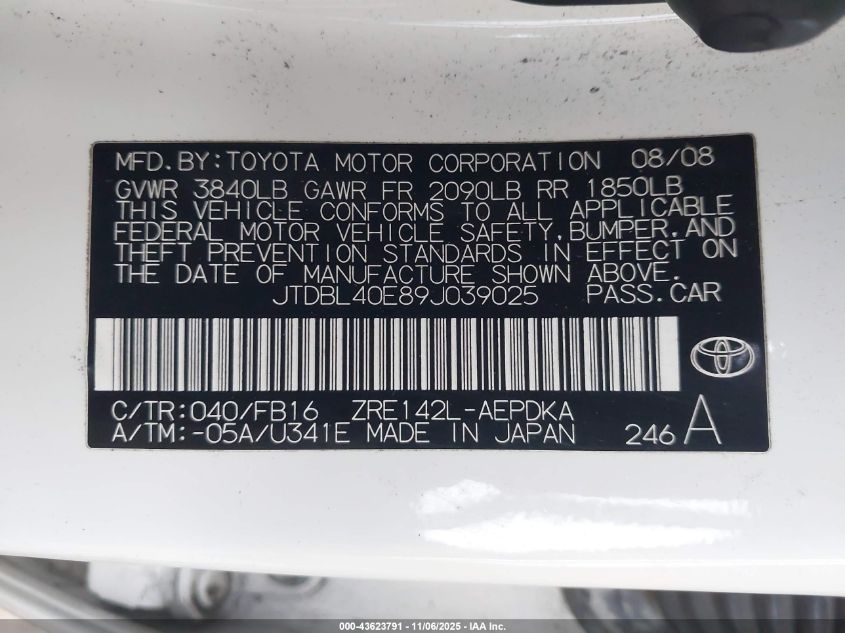 MFD.BY:TOYOTA MOTOR CORPORATION 08/08
GVWR 3840LB GAWR FR 2090LB RR 1850LB
THIS VEHICLE CONFORMS TO ALL APPLICABLE
FEDERAL MOTOR VEHICLE SAFETY,BUMPER,AND
THEFT PREVENTION STANDARDS IN EFFECT ON
THE DATE OF MANUFACTURE SHOWN ABOVE.
JTDBL40E89J039025 PASS.CAR
C/TR:040/FB16 ZRE142L-AEPDKA
A/TM:-05A/U341E MADE IN JAPAN 246 A
000-43623791 - 11/06/2025 - IAA Inc.